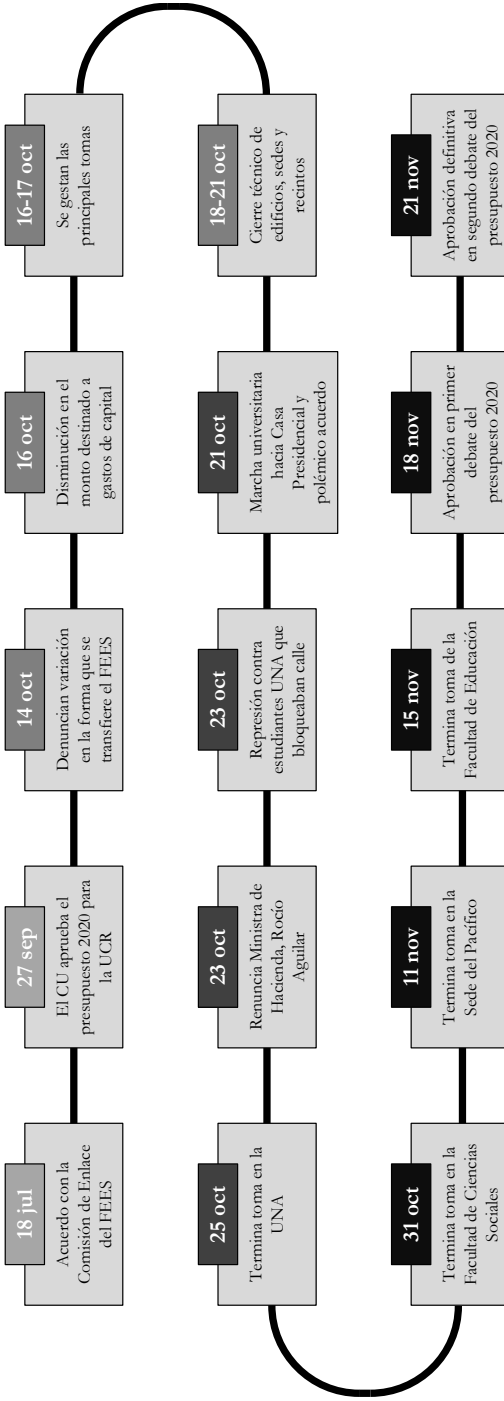 18 jul
Acuerdo con la
Comisión de Enlace
del FEES
27 sep
El CU aprueba el
presupuesto 2020 para
la UCR
14 oct
Denuncian variación
en la forma que se
transfiere el FEES
16 oct
Disminución en el
monto destinado a
gastos de capital
16-17 oct
Se gestan las
principales tomas
18-21 oct
Cierre técnico de
edificios, sedes y
recintos
21 oct
Marcha universitaria
hacia Casa
Presidencial y
polémico acuerdo
23 oct
Represión contra
estudiantes UNA que
bloqueaban calle
23 oct
Renuncia Ministra de
Hacienda, Rocío
Aguilar
25 oct
Termina toma en la
UNA
31 oct
Termina toma en la
Facultad de Ciencias
Sociales
11 nov
Termina toma en la
Sede del Pacífico
15 nov
Termina toma de la
Facultad de Educación
18 nov
Aprobación en primer
debate del
presupuesto 2020
21 nov
Aprobación definitiva
en segundo debate del
presupuesto 2020